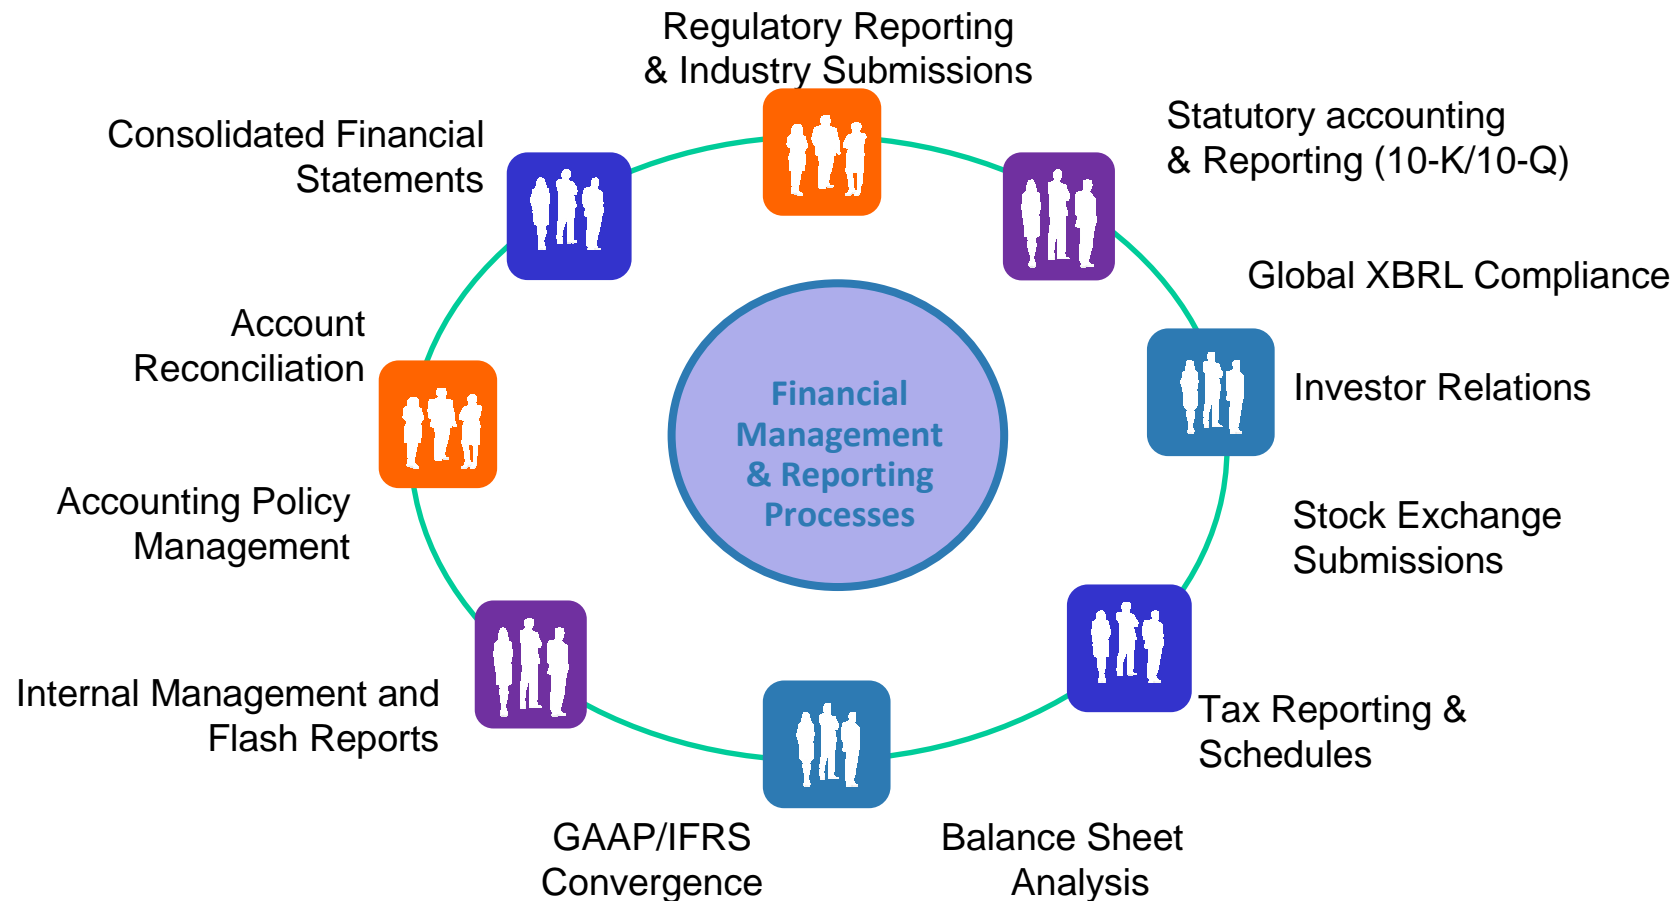 Regulatory Reporting
& Industry Submissions
Statutory accounting
& Reporting (10-K/10-Q)
Consolidated Financial
Statements
Global XBRL Compliance
Account
Reconciliation
Investor Relations
Financial
Management
& Reporting
Processes
Accounting Policy
Management
Stock Exchange
Submissions
Internal Management and
Flash Reports
Tax Reporting &
Schedules
GAAP/IFRS
Convergence
Balance Sheet
Analysis